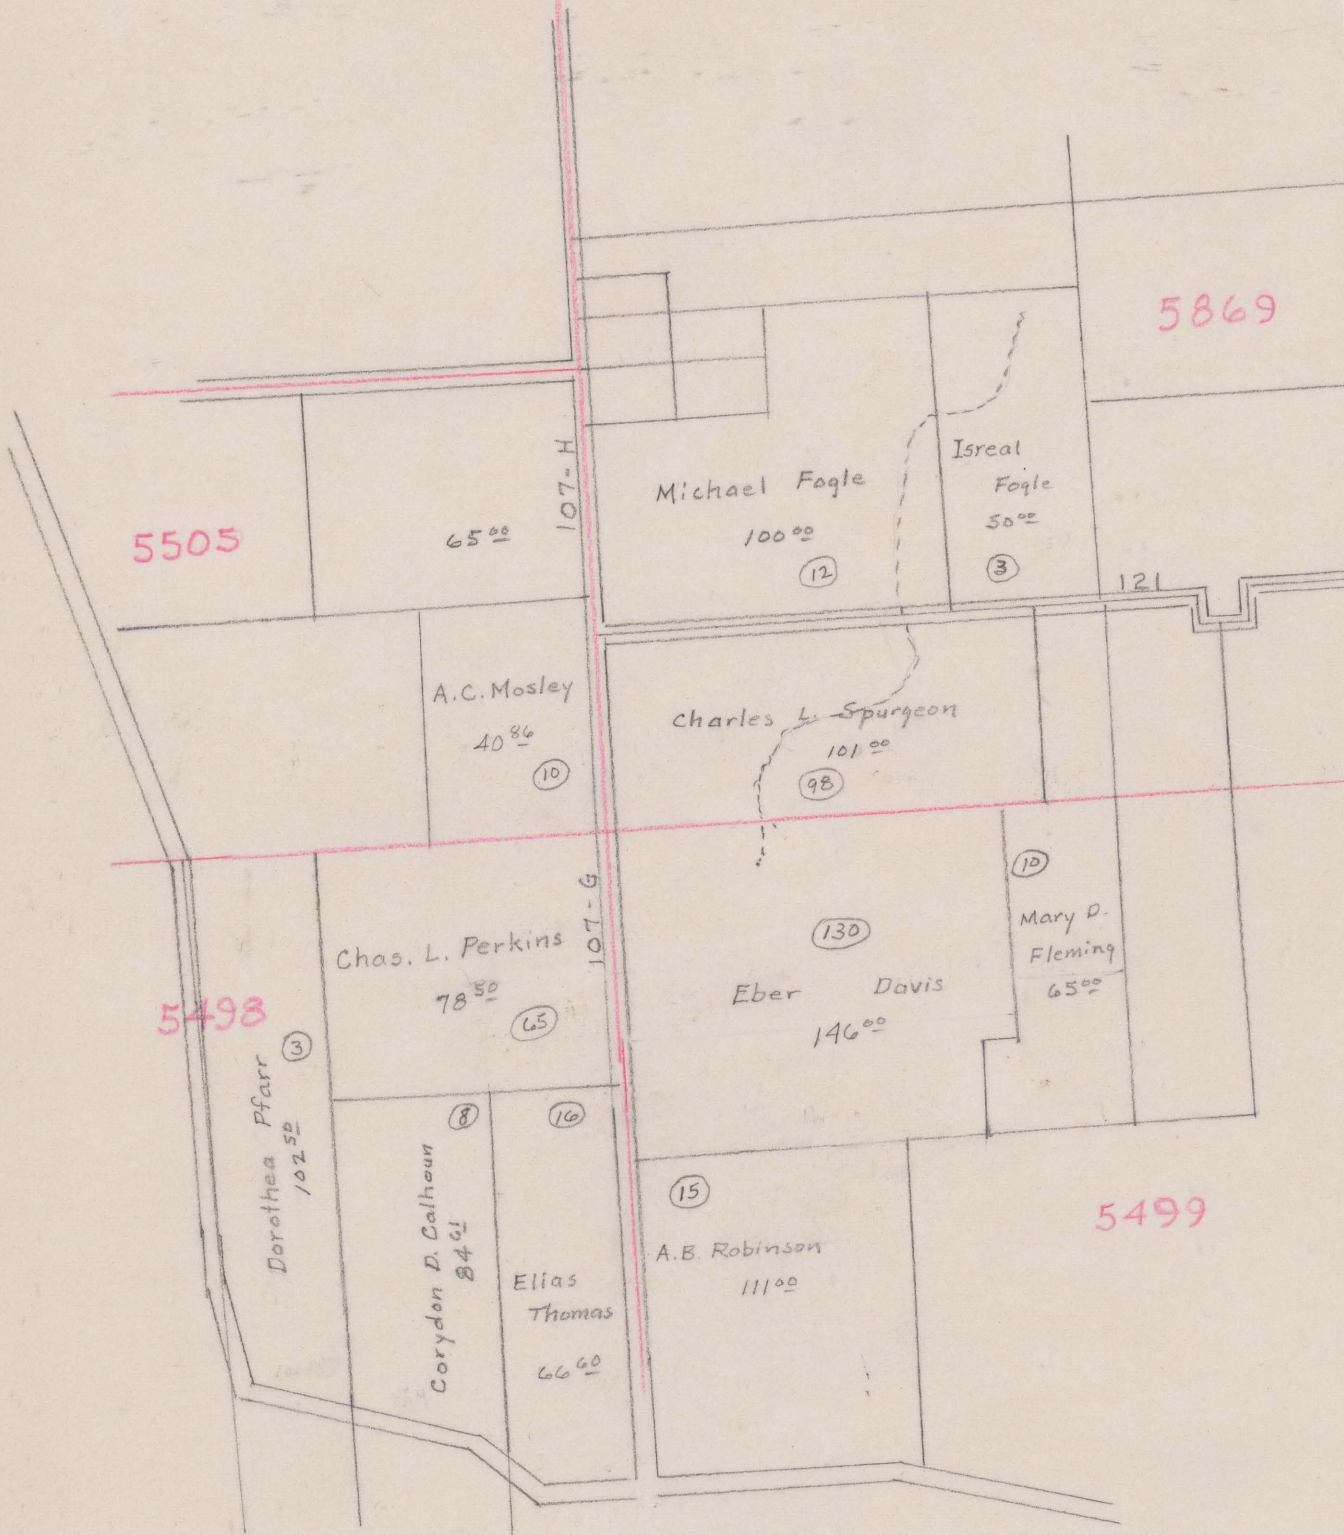 5869
107-H
Isreal
Michael Fogle
Fogle
50 00
5505
65 00
100 00
12
3
121
A.C. Mosley
Charles L. Spurgeon
40 86
101 00
10
98
10
107-G
Mary D.
130
Chas. L. Perkins
Fleming
Eber Davis
65 00
78 50
5498
65
146 00
3
Dorothea Pfarr
102 50
8
16
Corydon D. Calhoun
84 61
15
5499
A.B. Robinson
111 00
Elias
Thomas
66 60